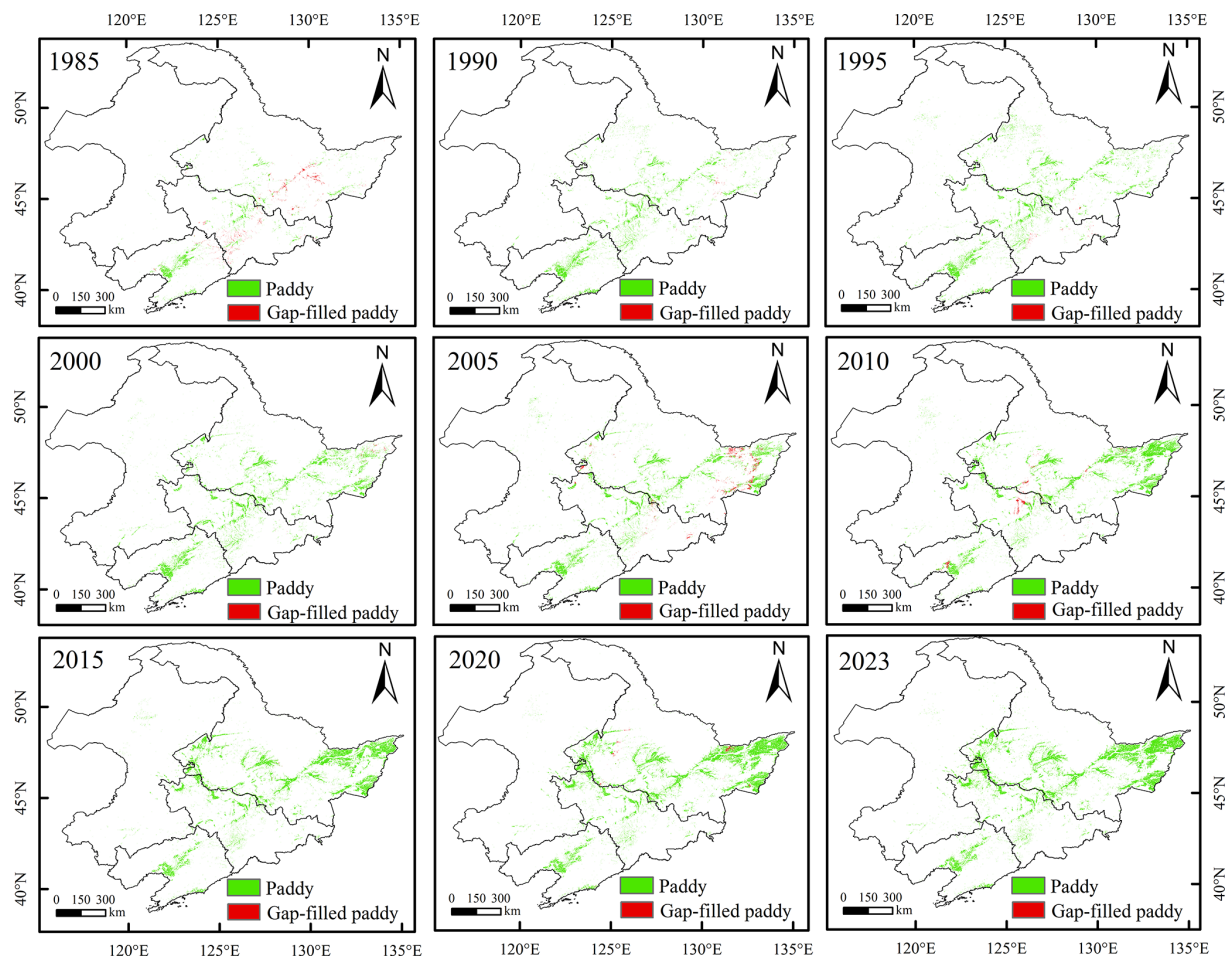 120°E 125°E 130°E 135°E 120°E 125°E 130°E 135°E 120°E 125°E 130°E 135°E
1985 N 1990 N 1995 N
50°N 50°N
45°N 45°N
40°N 40°N
0 150 300 km Paddy 0 150 300 km Paddy 0 150 300 km Paddy
Gap-filled paddy Gap-filled paddy Gap-filled paddy
2000 N 2005 N 2010 N
50°N 50°N
45°N 45°N
40°N 40°N
0 150 300 km Paddy 0 150 300 km Paddy 0 150 300 km Paddy
Gap-filled paddy Gap-filled paddy Gap-filled paddy
2015 N 2020 N 2023 N
50°N 50°N
45°N 45°N
40°N 40°N
0 150 300 km Paddy 0 150 300 km Paddy 0 150 300 km Paddy
Gap-filled paddy Gap-filled paddy Gap-filled paddy
120°E 125°E 130°E 135°E 120°E 125°E 130°E 135°E 120°E 125°E 130°E 135°E